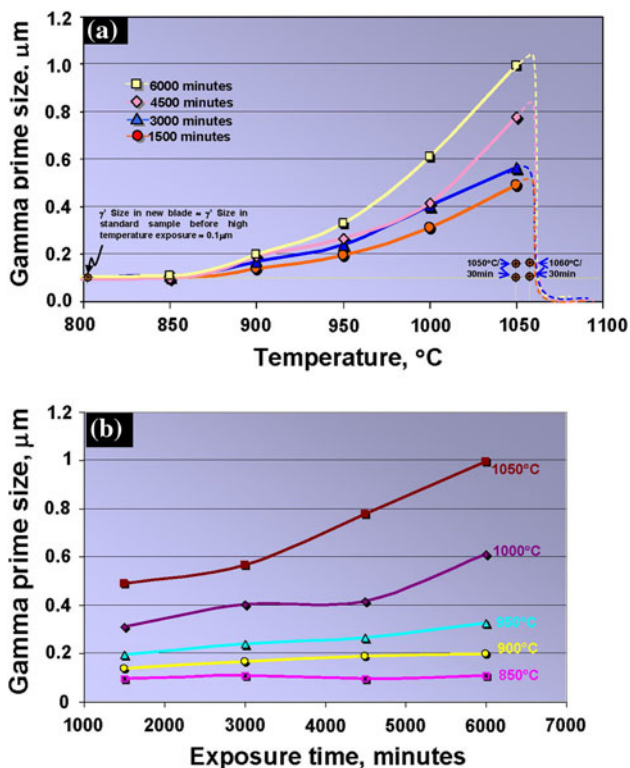 (a)
Gamma prime size. μm
1.2
1.0
0.8
0.6
0.4
0.2
0.0
6000 minutes
4500 minutes
3000 minutes
1500 minutes
γ' Size in new blade = γ' Size in
standard sample before high
temperature exposure = 0.1μm
1050°C/
30min
1060°C/
30min
800
850
900
950
1000
1050
1100
Temperature, °C
(b)
Gamma prime size, μm
1.2
1
0.8
0.6
0.4
0.2
0
1050°C
1000°C
950°C
900°C
850°C
1000
2000
3000
4000
5000
6000
7000
Exposure time, minutes